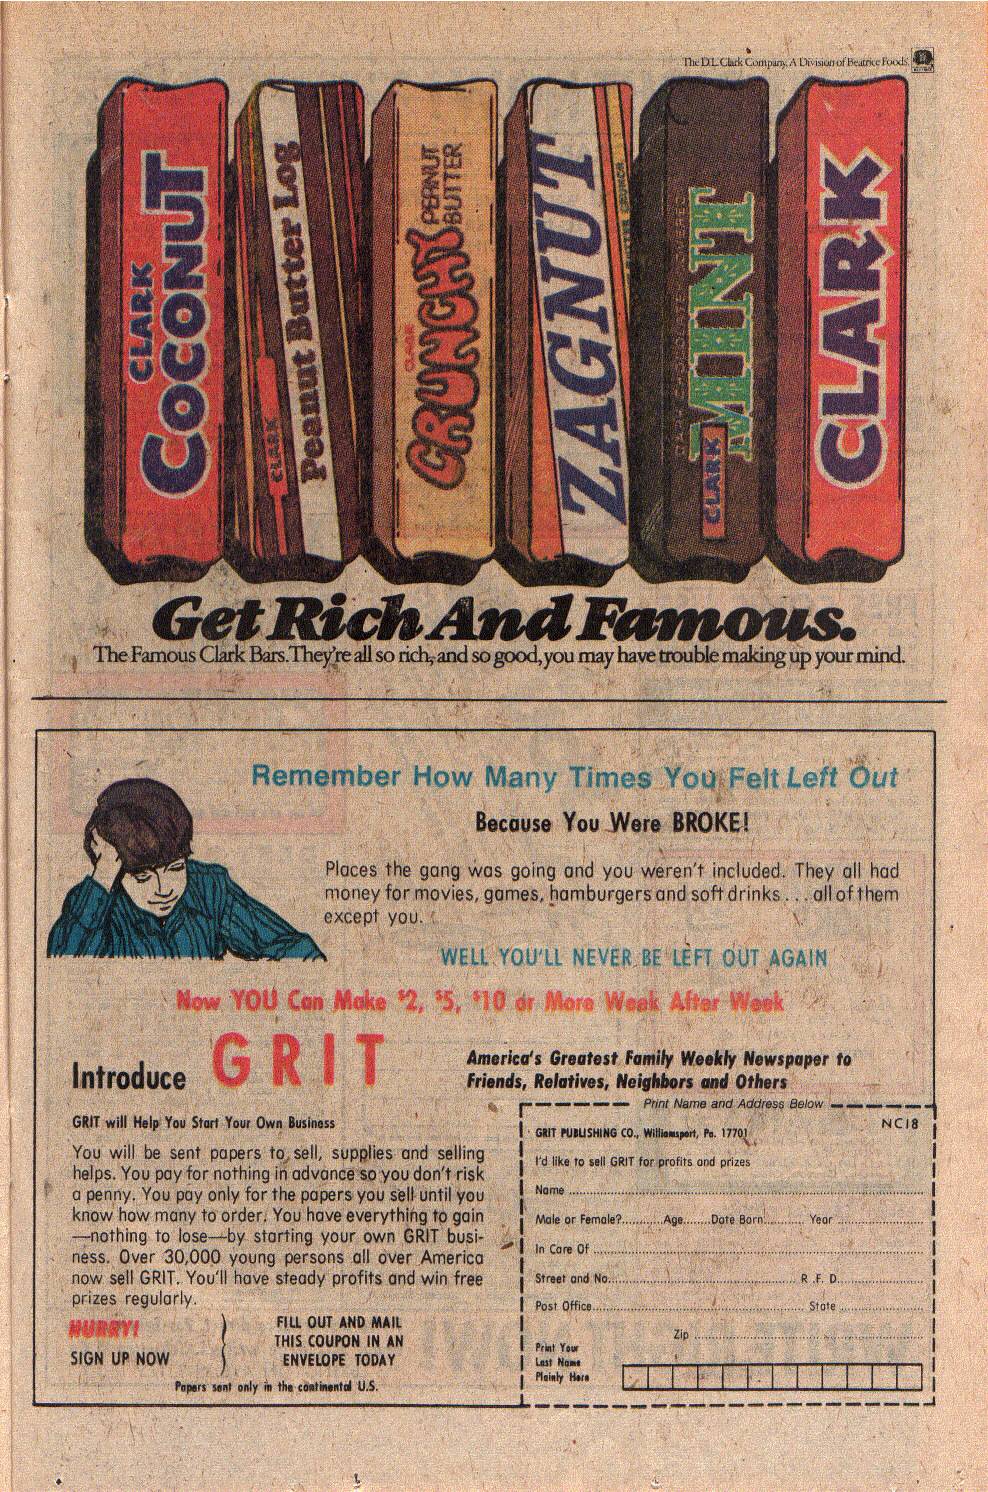 The D.L. Clark Company, A Division of Beatrice Foods.
CLARK COCONUT
CLARK Peanut Butter Log
CLARK CRUNCHY PEANUT BUTTER
ZAGNUT
DARK CHOCOLATE COVERED
CLARK MINT
CLARK
Get Rich And Famous.
The Famous Clark Bars. They're all so rich, and so good, you may have trouble making up your mind.
Remember How Many Times You Felt Left Out
Because You Were BROKE!
Places the gang was going and you weren't included. They all had
money for movies, games, hamburgers and soft drinks . . . all of them
except you.
WELL YOU'LL NEVER BE LEFT OUT AGAIN
Now YOU Can Make $2, $5, $10 or More Week After Week
Introduce GRIT
America's Greatest Family Weekly Newspaper to
Friends, Relatives, Neighbors and Others
GRIT will Help You Start Your Own Business
You will be sent papers to sell, supplies and selling
helps. You pay for nothing in advance so you don't risk
a penny. You pay only for the papers you sell until you
know how many to order. You have everything to gain
—nothing to lose—by starting your own GRIT busi-
ness. Over 30,000 young persons all over America
now sell GRIT. You'll have steady profits and win free
prizes regularly.
HURRY!
SIGN UP NOW
FILL OUT AND MAIL
THIS COUPON IN AN
ENVELOPE TODAY
Papers sent only in the continental U.S.
Print Name and Address Below
NC18
GRIT PUBLISHING CO., Williamsport, Pa. 17701
I'd like to sell GRIT for profits and prizes
Name
Male or Female? Age Date Born Year
In Care Of
Street and No. R.F.D.
Post Office State
Zip
Print Your
Last Name
Plainly Here